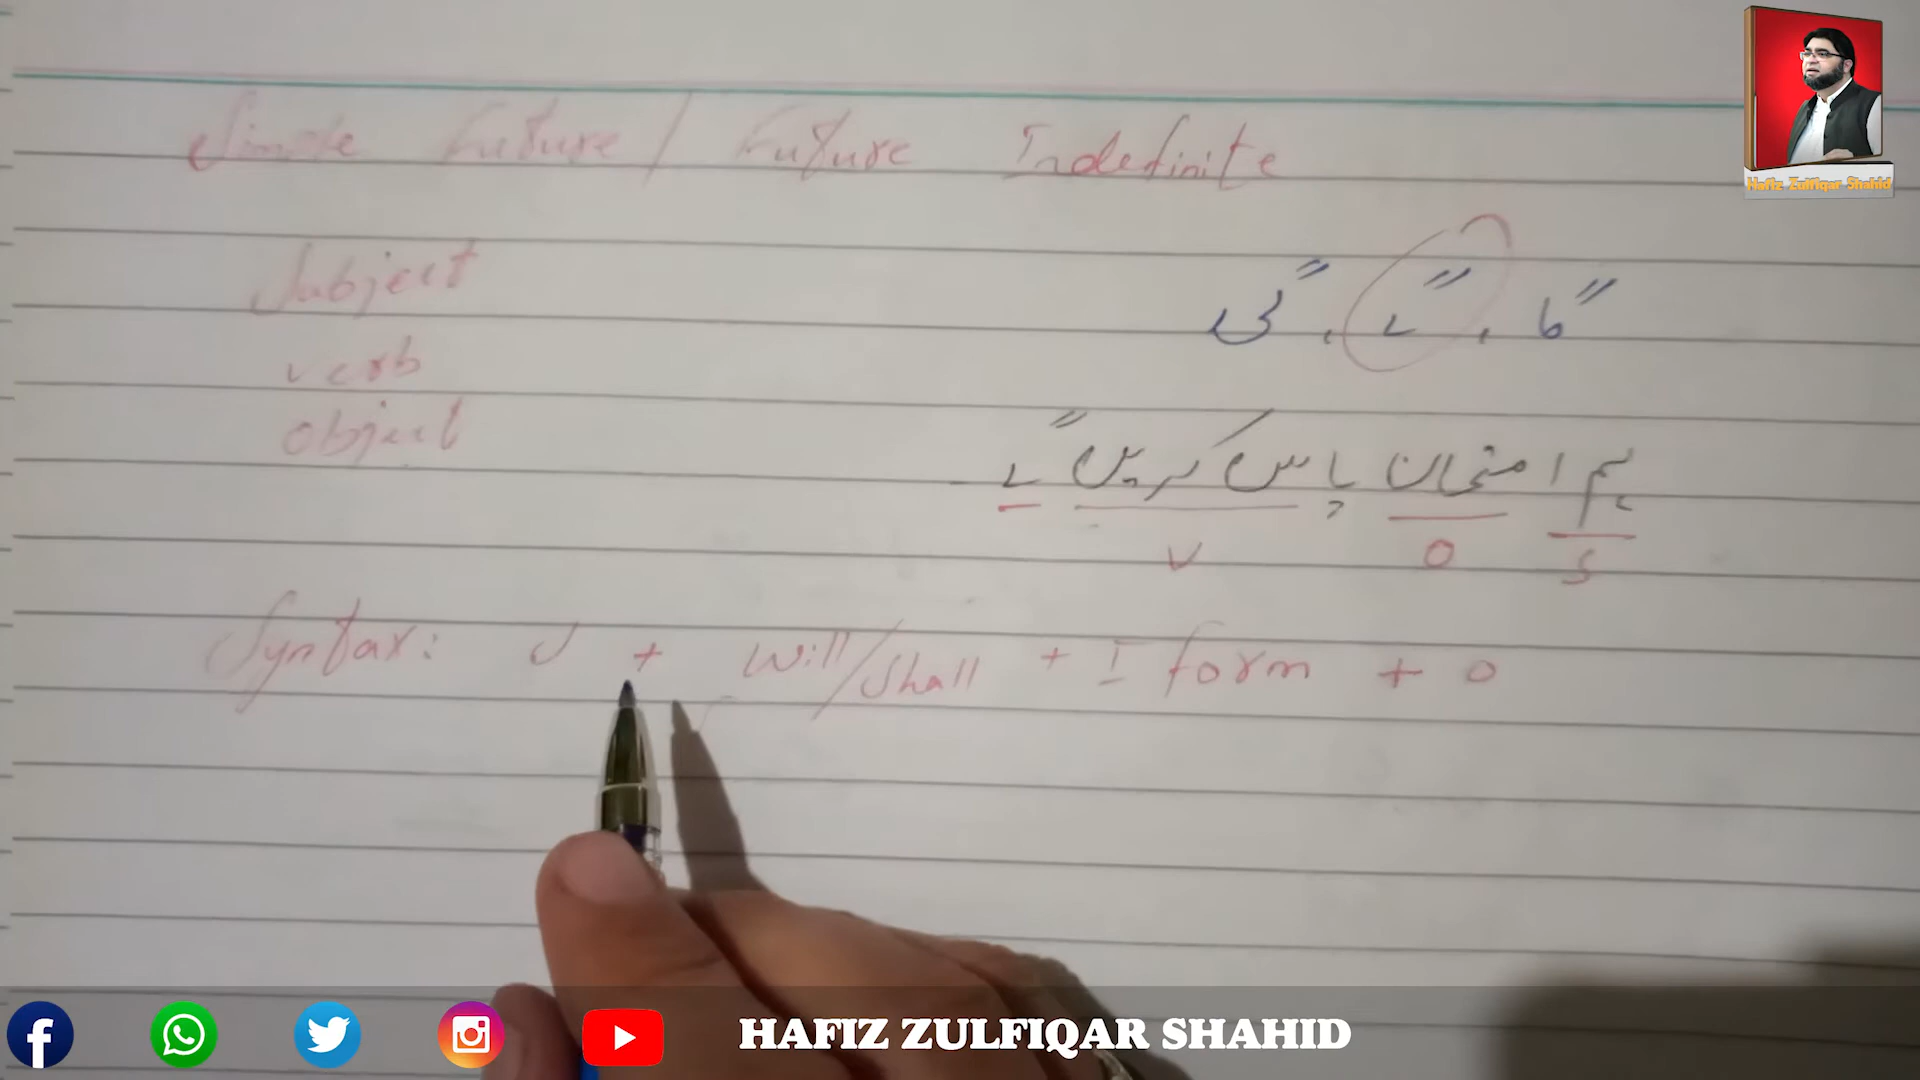 Simple Future / Future Indefinite
Subject
گا ، گے ، گی
verb
object
ہم امتحان پاس کریں گے
V O S
Syntax: S + Will/Shall + I form + O
Hafiz Zulfiqar Shahid
HAFIZ ZULFIQAR SHAHID